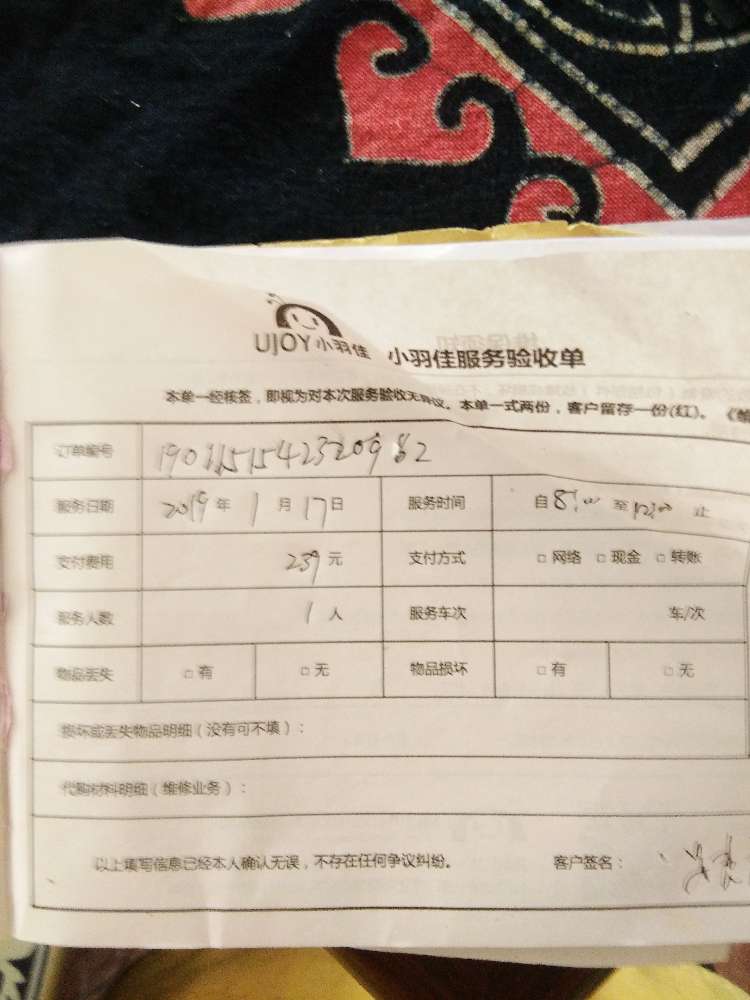 UJOY小羽佳 小羽佳服务验收单
本单一经核签，即视为对本次服务验收无异议。本单一式两份，客户留存一份(红)。
订单编号
服务日期 2019年1月17日 服务时间 自8:00至12:00止
支付费用 239元 支付方式 □网络 □现金 □转账
服务人数 1人 服务车次 车/次
物品丢失 □有 □无 物品损坏 □有 □无
损坏或丢失物品明细（没有可不填）：
代购材料明细（维修业务）：
以上填写信息已经本人确认无误，不存在任何争议纠纷。 客户签名：